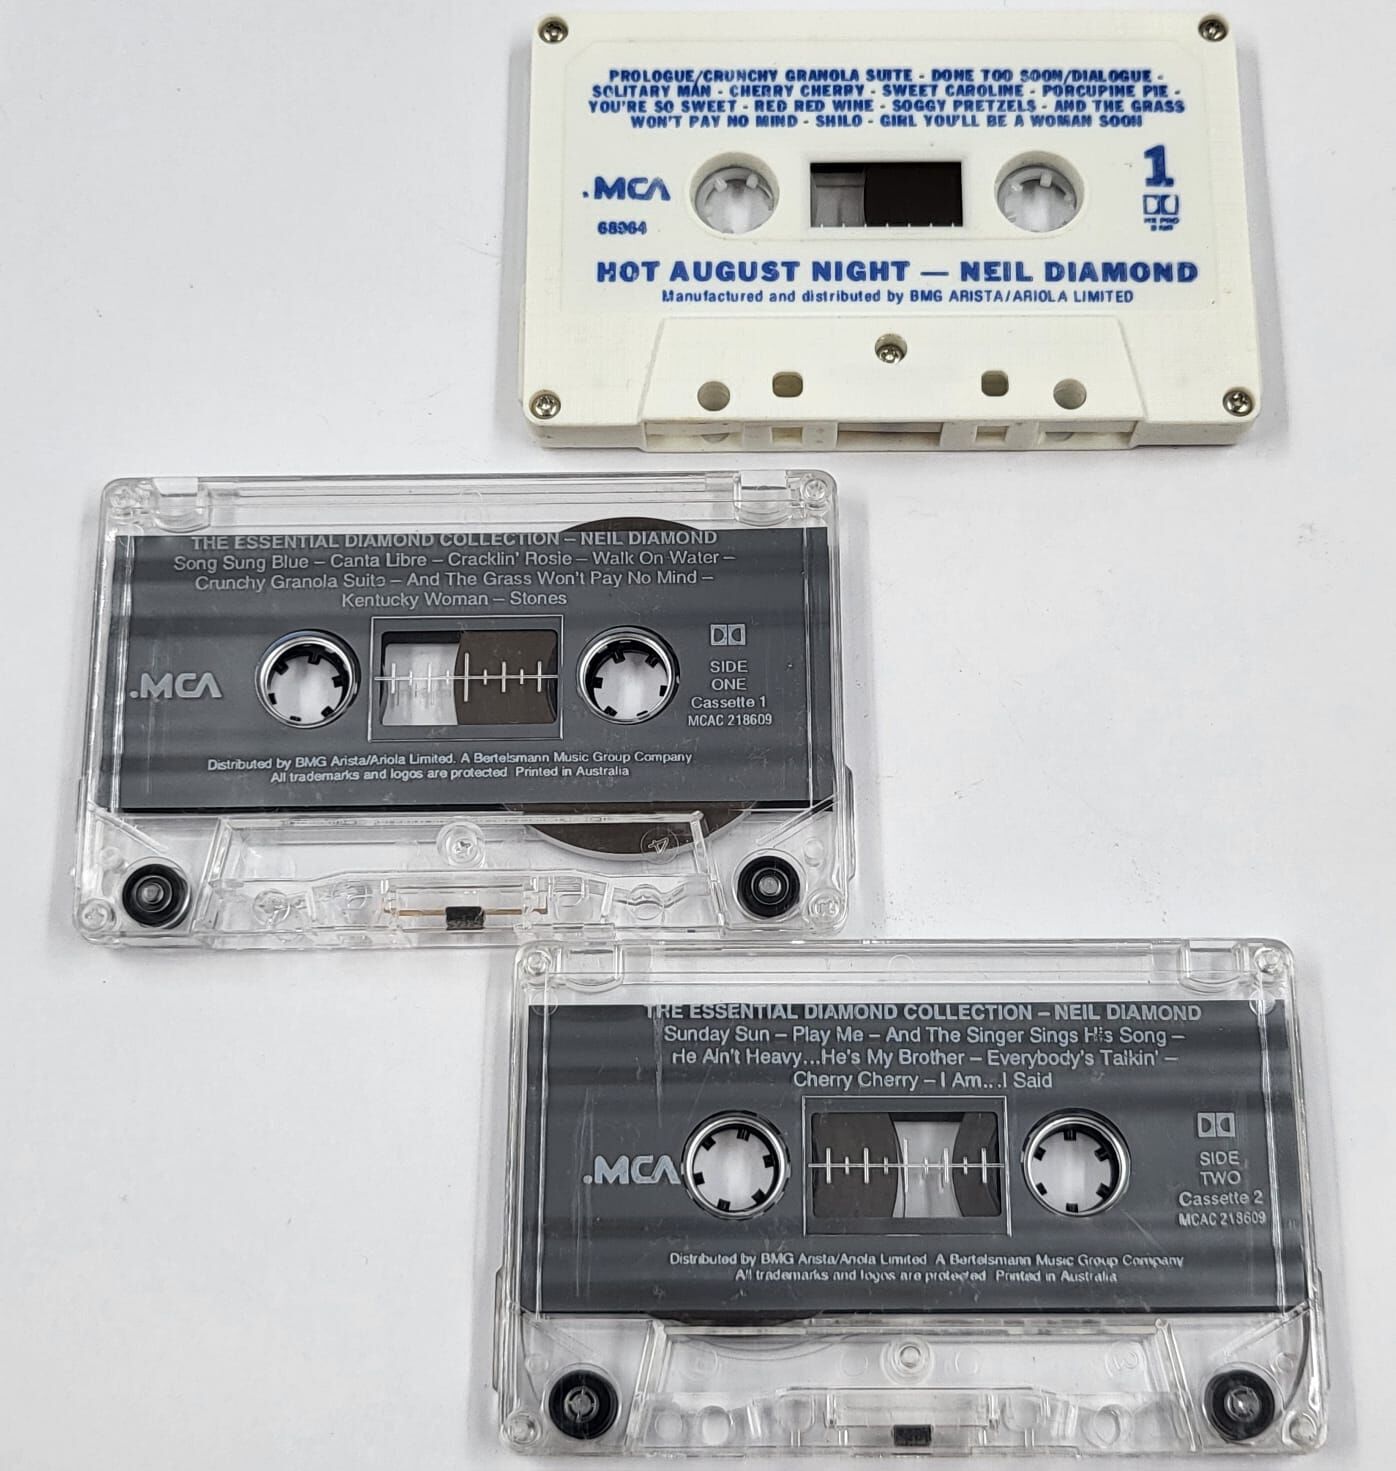 PROLOGUE/CRUNCHY GRANOLA SUITE - DONE TOO SOON/DIALOGUE -
SOLITARY MAN - CHERRY CHERRY - SWEET CAROLINE - PORCUPINE PIE -
YOU'RE SO SWEET - RED RED WINE - SOGGY PRETZELS - AND THE GRASS
WON'T PAY NO MIND - SHILO - GIRL YOU'LL BE A WOMAN SOON
.MCA
68964
1
HOT AUGUST NIGHT — NEIL DIAMOND
Manufactured and distributed by BMG ARISTA/ARIOLA LIMITED
THE ESSENTIAL DIAMOND COLLECTION – NEIL DIAMOND
Song Sung Blue – Canta Libre – Cracklin' Rosie – Walk On Water –
Crunchy Granola Suite – And The Grass Won't Pay No Mind –
Kentucky Woman – Stones
.MCA
SIDE
ONE
Cassette 1
MCAC 218609
Distributed by BMG Arista/Ariola Limited. A Bertelsmann Music Group Company
All trademarks and logos are protected Printed in Australia
4
THE ESSENTIAL DIAMOND COLLECTION – NEIL DIAMOND
Sunday Sun – Play Me – And The Singer Sings His Song –
He Ain't Heavy...He's My Brother – Everybody's Talkin' –
Cherry Cherry – I Am...I Said
.MCA
SIDE
TWO
Cassette 2
MCAC 218609
Distributed by BMG Arista/Ariola Limited A Bertelsmann Music Group Company
All trademarks and logos are protected Printed in Australia